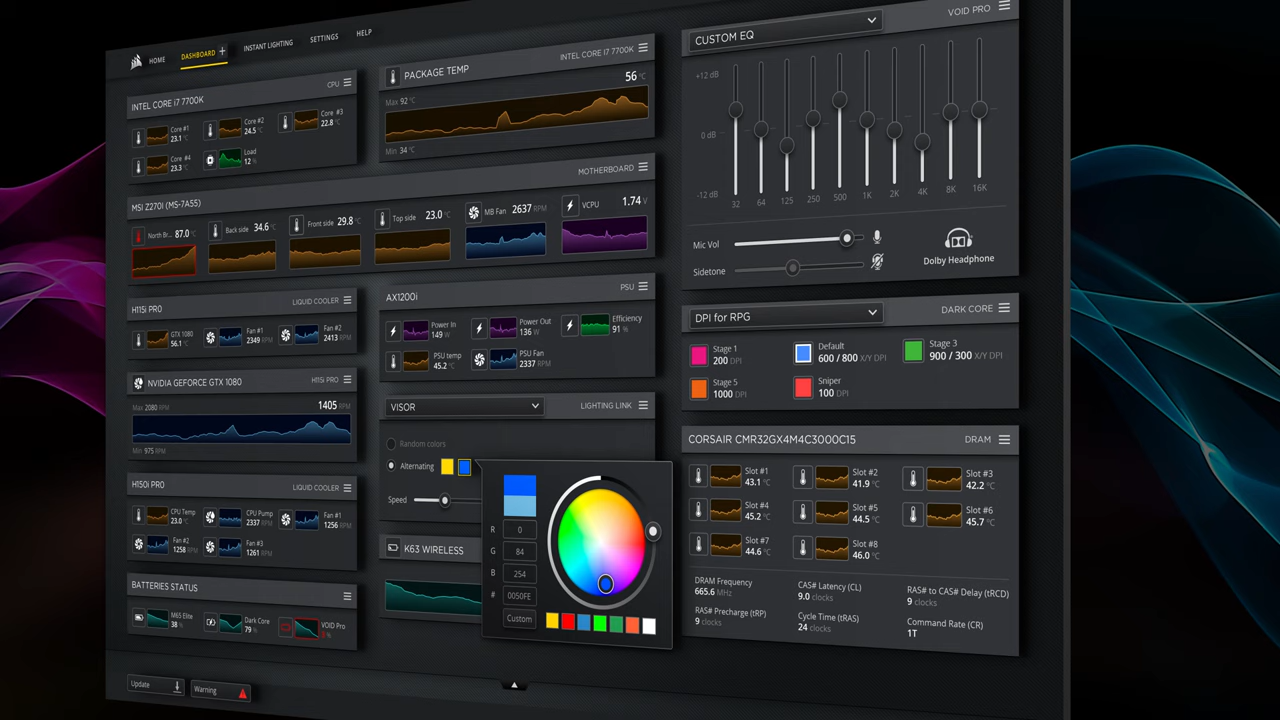 HOME
DASHBOARD +
INSTANT LIGHTING
SETTINGS
HELP
INTEL CORE i7 7700K
CPU
Core #1
23.1 °C
Core #2
24.5 °C
Core #3
22.8 °C
Core #4
23.3 °C
Load
12 %
PACKAGE TEMP
INTEL CORE I7 7700K
Max 92 °C
56 °C
Min 34 °C
MSI Z270I (MS-7A55)
MOTHERBOARD
North Br... 87.0 °C
Back side 34.6 °C
Front side 29.8 °C
Top side 23.0 °C
MB Fan 2637 RPM
VCPU 1.74 V
H115i PRO
LIQUID COOLER
GTX 1080
56.1 °C
Fan #1
2349 RPM
Fan #2
2413 RPM
NVIDIA GEFORCE GTX 1080
H115i PRO
Max 2080 RPM
1405 RPM
Min 975 RPM
H150i PRO
LIQUID COOLER
CPU Temp
23.0 °C
CPU Pump
2337 RPM
Fan #1
1256 RPM
Fan #2
1258 RPM
Fan #3
1261 RPM
BATTERIES STATUS
M65 Elite
38 %
Dark Core
79 %
VOID Pro
%
Update
Warning
AX1200i
PSU
Power In
149 W
Power Out
136 W
Efficiency
91 %
PSU temp
45.2 °C
PSU Fan
2337 RPM
VISOR
LIGHTING LINK
Random colors
Alternating
Speed
K63 WIRELESS
R 0
G 84
B 254
# 0050FE
Custom
CUSTOM EQ
VOID PRO
+12 dB
0 dB
-12 dB
32 64 125 250 500 1K 2K 4K 8K 16K
Mic Vol
Sidetone
Dolby Headphone
DPI for RPG
DARK CORE
Stage 1
200 DPI
Default
600 / 800 X/Y DPI
Stage 3
900 / 300 X/Y DPI
Stage 5
1000 DPI
Sniper
100 DPI
CORSAIR CMR32GX4M4C3000C15
DRAM
Slot #1
43.1 °C
Slot #2
41.9 °C
Slot #3
42.2 °C
Slot #4
45.2 °C
Slot #5
44.5 °C
Slot #6
45.7 °C
Slot #7
44.6 °C
Slot #8
46.0 °C
DRAM Frequency
665.6 MHz
CAS# Latency (CL)
9.0 clocks
RAS# to CAS# Delay (tRCD)
9 clocks
RAS# Precharge (tRP)
9 clocks
Cycle Time (tRAS)
24 clocks
Command Rate (CR)
1T